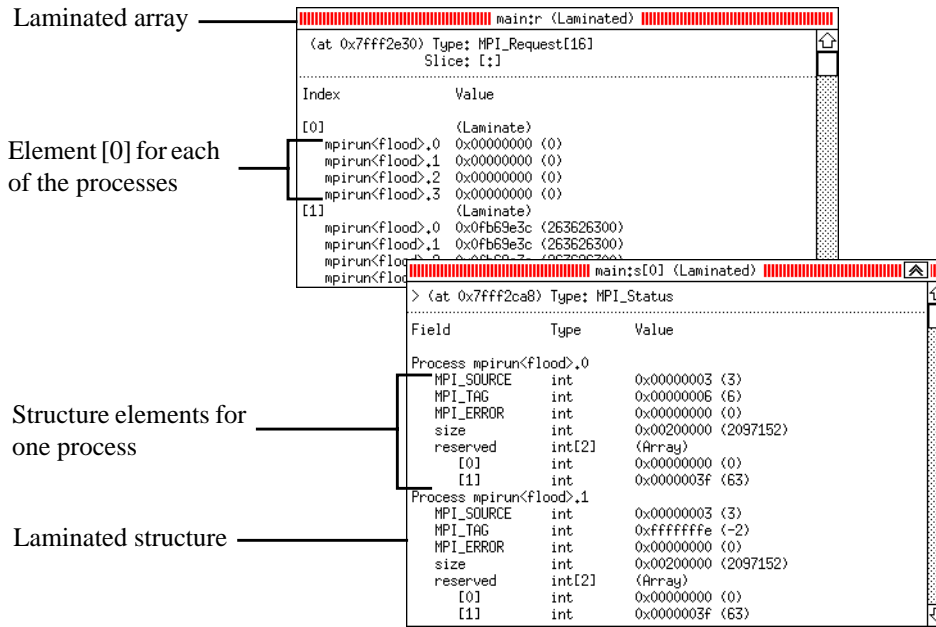 Laminated array
main:r (Laminated)
(at 0x7fff2e30) Type: MPI_Request[16]
Slice: [:]
Index Value
[0] (Laminate)
mpirun<flood>.0 0x00000000 (0)
mpirun<flood>.1 0x00000000 (0)
mpirun<flood>.2 0x00000000 (0)
mpirun<flood>.3 0x00000000 (0)
Element [0] for each
of the processes
[1] (Laminate)
mpirun<flood>.0 0x0fb69e3c (263626300)
mpirun<flood>.1 0x0fb69e3c (263626300)
main:s[0] (Laminated)
> (at 0x7fff2ca8) Type: MPI_Status
Field Type Value
Process mpirun<flood>.0
MPI_SOURCE int 0x00000003 (3)
MPI_TAG int 0x00000006 (6)
MPI_ERROR int 0x00000000 (0)
size int 0x00200000 (2097152)
reserved int[2] (Array)
[0] int 0x00000000 (0)
[1] int 0x0000003f (63)
Structure elements for
one process
Process mpirun<flood>.1
MPI_SOURCE int 0x00000003 (3)
MPI_TAG int 0xfffffffe (-2)
MPI_ERROR int 0x00000000 (0)
size int 0x00200000 (2097152)
reserved int[2] (Array)
[0] int 0x00000000 (0)
[1] int 0x0000003f (63)
Laminated structure